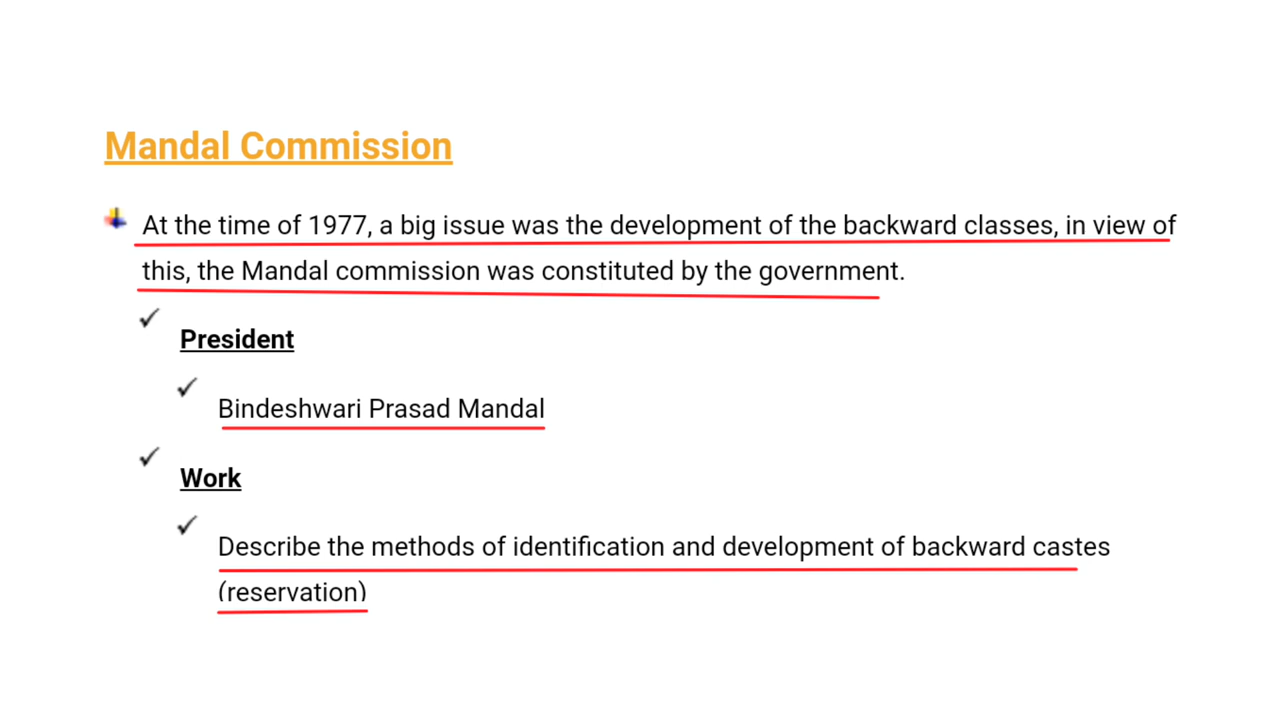 Mandal Commission
At the time of 1977, a big issue was the development of the backward classes, in view of
this, the Mandal commission was constituted by the government.
President
Bindeshwari Prasad Mandal
Work
Describe the methods of identification and development of backward castes
(reservation)